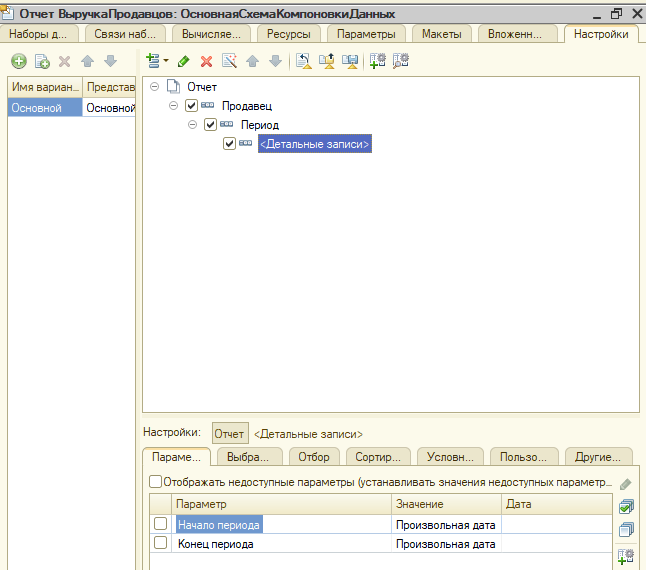 Отчет ВыручкаПродавцов: ОсновнаяСхемаКомпоновкиДанных
Наборы д... Связи наб... Вычисляе... Ресурсы Параметры Макеты Вложенн... Настройки
Имя вариан... Представ
Основной Основной
Отчет
Продавец
Период
<Детальные записи>
Настройки: Отчет <Детальные записи>
Параме... Выбра... Отбор Сортир... Условн... Пользо... Другие...
Отображать недоступные параметры (устанавливать значения недоступных параметр...
Параметр Значение Дата
Начало периода Произвольная дата
Конец периода Произвольная дата